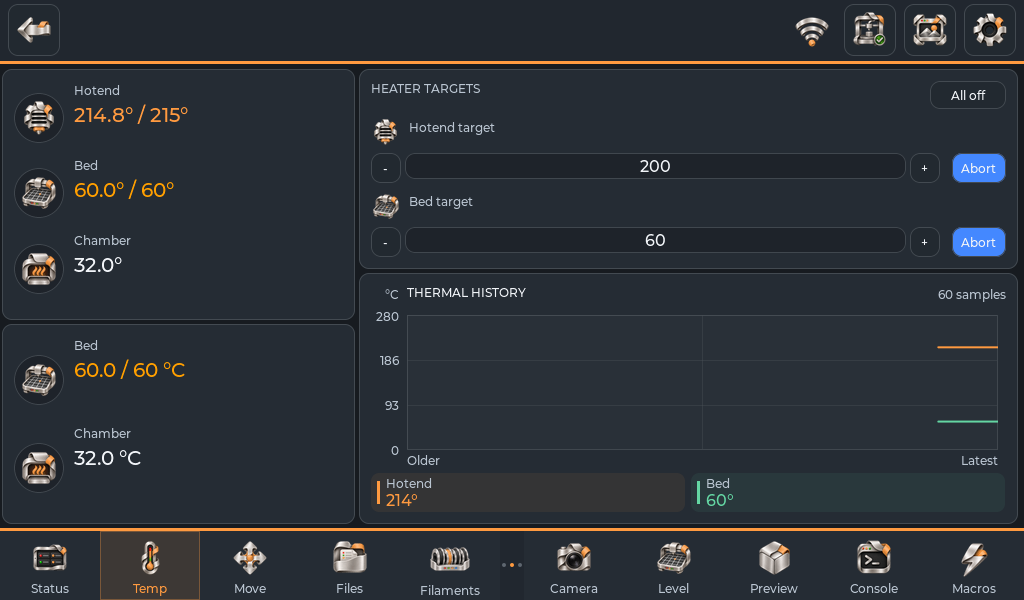 Hotend
214.8° / 215°
Bed
60.0° / 60°
Chamber
32.0°
Bed
60.0 / 60 °C
Chamber
32.0 °C
HEATER TARGETS
All off
Hotend target
- 200 + Abort
Bed target
- 60 + Abort
°C THERMAL HISTORY 60 samples
280
186
93
0
Older Latest
Hotend
214°
Bed
60°
Status Temp Move Files Filaments Camera Level Preview Console Macros